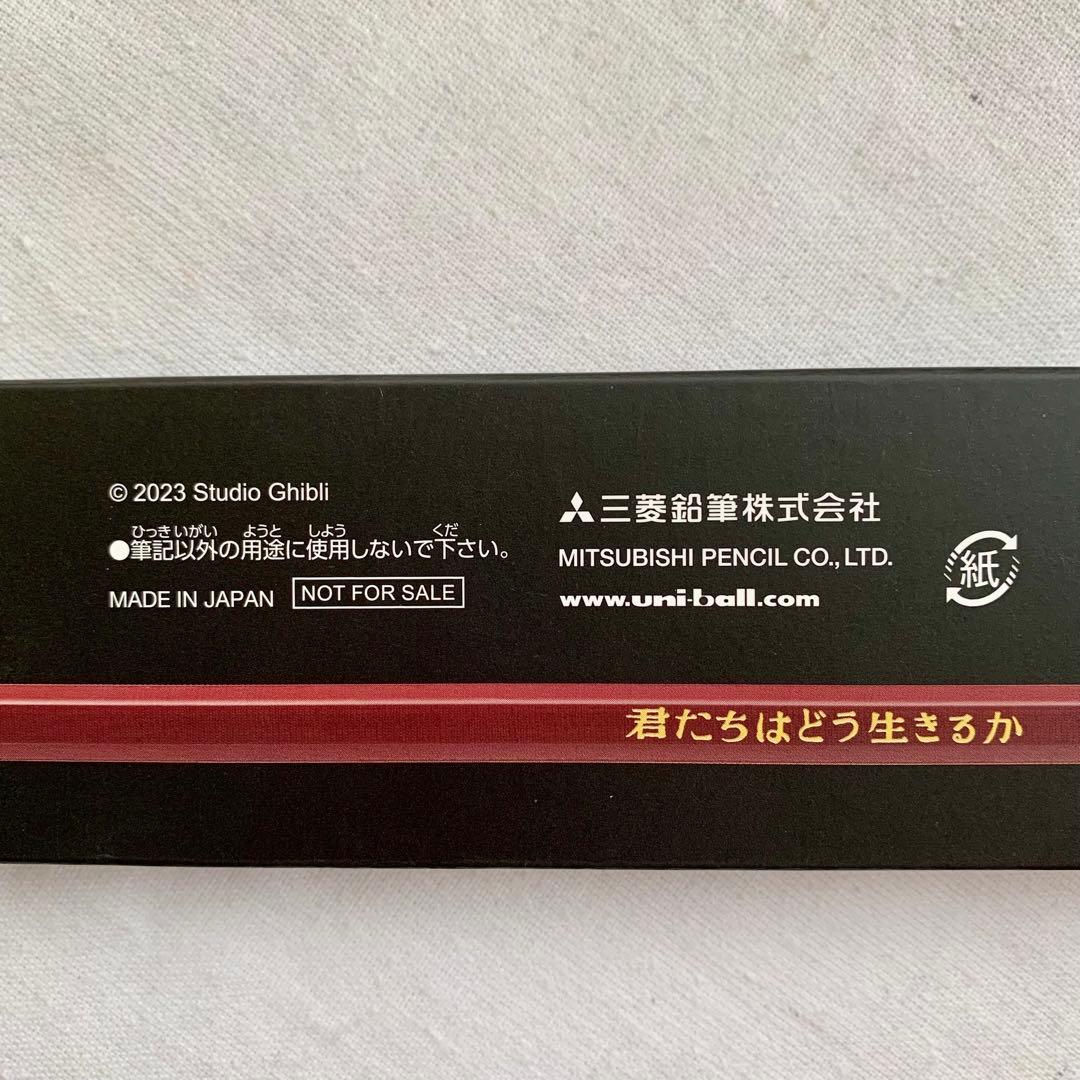 © 2023 Studio Ghibli
ひっきいがい ようと しよう くだ
●筆記以外の用途に使用しないで下さい。
MADE IN JAPAN NOT FOR SALE
三菱鉛筆株式会社
MITSUBISHI PENCIL CO., LTD.
www.uni-ball.com
紙
君たちはどう生きるか